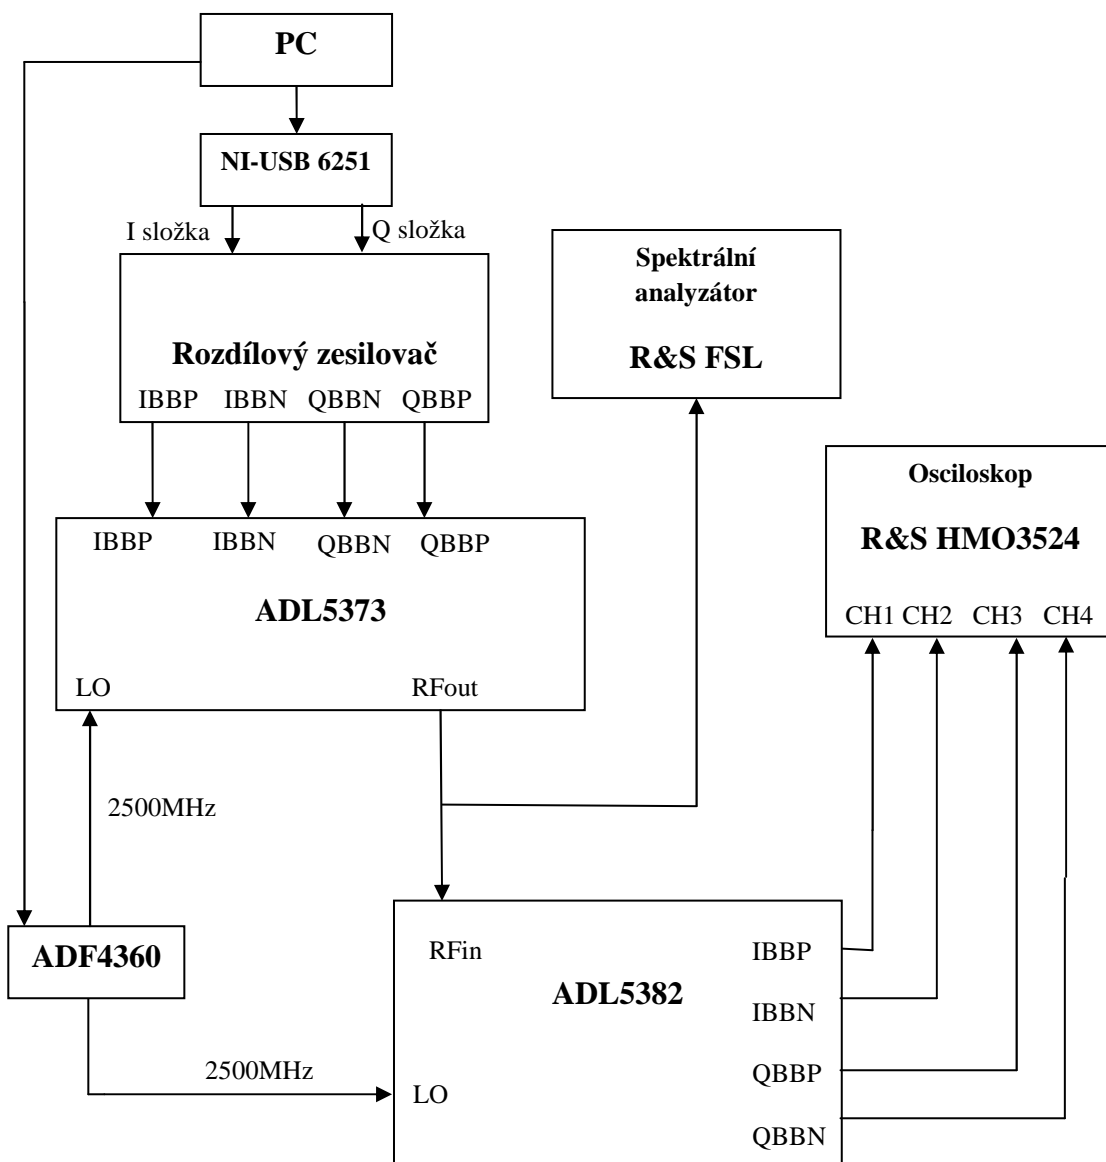 PC
NI-USB 6251
I složka
Q složka
Rozdílový zesilovač
IBBP IBBN QBBN QBBP
Spektrální
analyzátor
R&S FSL
Osciloskop
R&S HMO3524
CH1 CH2 CH3 CH4
IBBP IBBN QBBN QBBP
ADL5373
LO RFout
2500MHz
ADF4360
2500MHz
RFin
ADL5382
LO
IBBP
IBBN
QBBP
QBBN